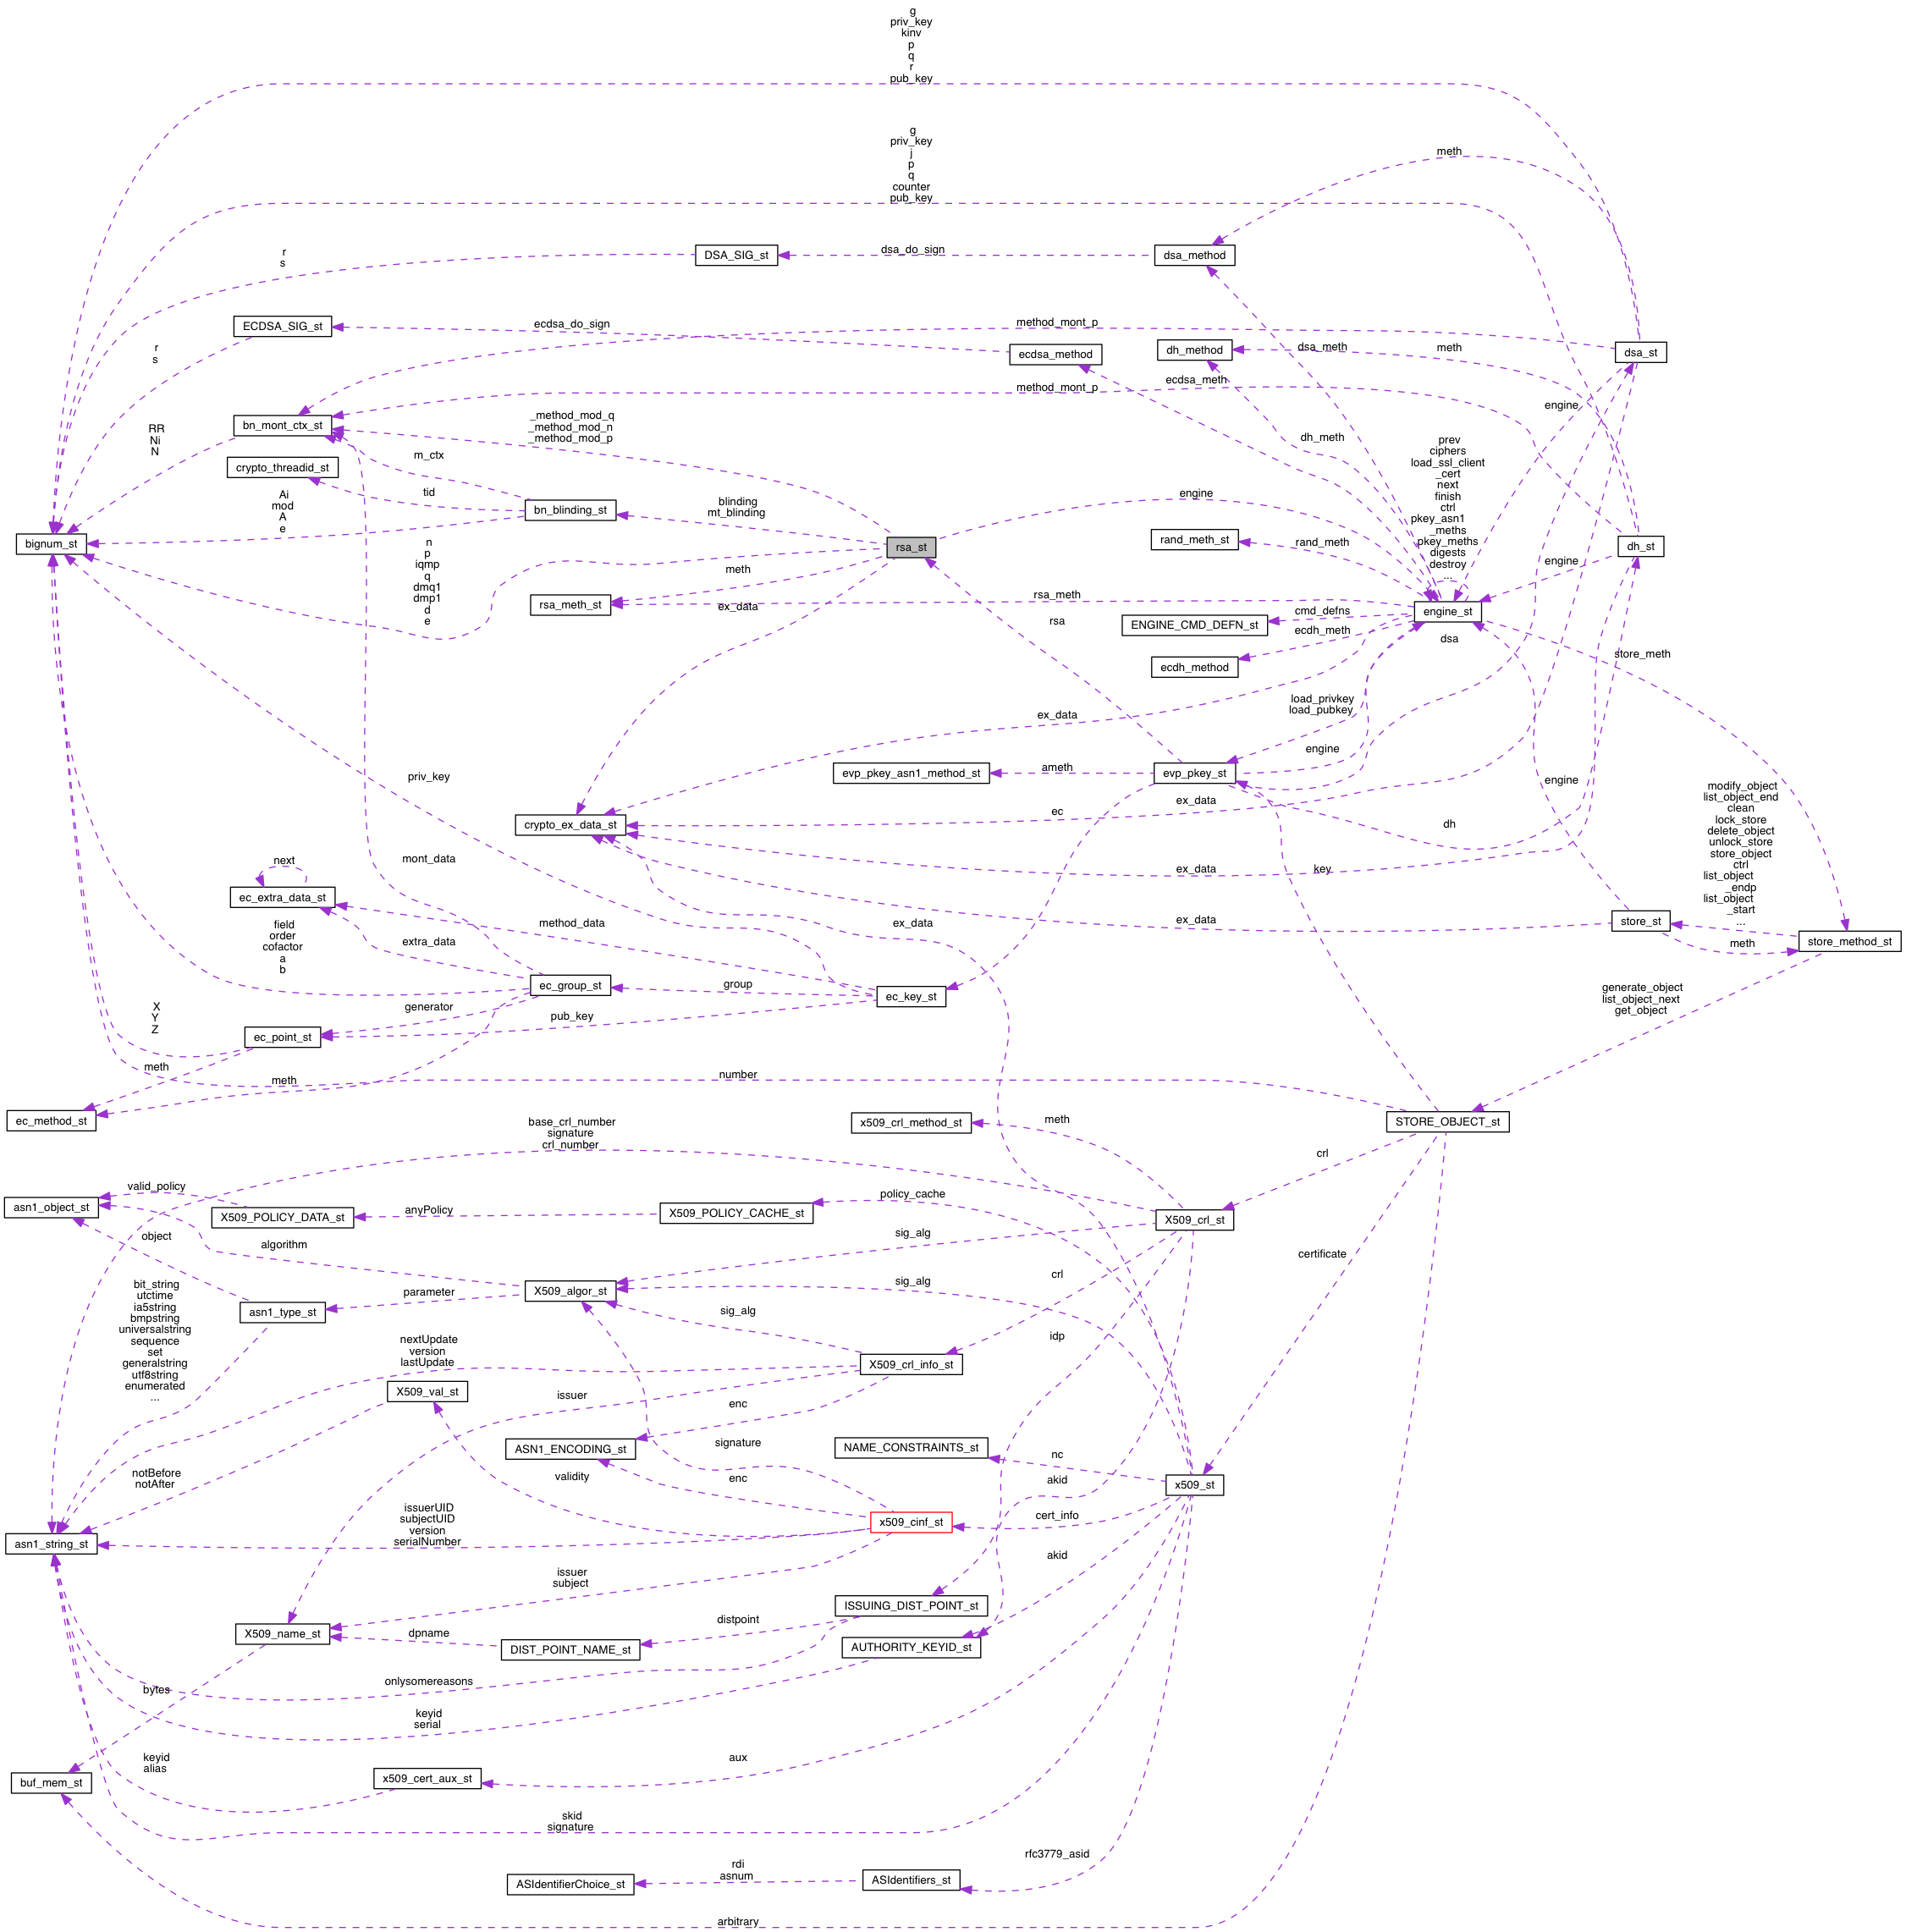 g
priv_key
kinv
p
q
r
pub_key
g
priv_key
j
p
q
counter
pub_key
meth
r
s
DSA_SIG_st
dsa_do_sign
dsa_method
ECDSA_SIG_st
ecdsa_do_sign
method_mont_p
r
s
ecdsa_method
dh_method
dsa_meth
meth
dsa_st
method_mont_p
ecdsa_meth
engine
bn_mont_ctx_st
_method_mod_q
_method_mod_n
_method_mod_p
RR
Ni
N
dh_meth
m_ctx
crypto_threadid_st
prev
ciphers
load_ssl_client
_cert
next
finish
ctrl
pkey_asn1
_meths
pkey_meths
digests
destroy
...
Ai
mod
A
e
tid
bn_blinding_st
blinding
mt_blinding
engine
bignum_st
rsa_st
rand_meth_st
rand_meth
dh_st
n
p
iqmp
q
dmq1
dmp1
d
e
meth
engine
rsa_meth_st
ex_data
rsa_meth
rsa
ENGINE_CMD_DEFN_st
cmd_defns
engine_st
ecdh_meth
dsa
ecdh_method
store_meth
load_privkey
load_pubkey
ex_data
engine
priv_key
evp_pkey_asn1_method_st
ameth
evp_pkey_st
engine
modify_object
list_object_end
clean
lock_store
delete_object
unlock_store
store_object
ctrl
list_object
_endp
list_object
_start
...
crypto_ex_data_st
ec
ex_data
dh
mont_data
next
ex_data
key
ec_extra_data_st
method_data
ex_data
ex_data
store_st
field
order
cofactor
a
b
extra_data
meth
store_method_st
ec_group_st
group
ec_key_st
generate_object
list_object_next
get_object
X
Y
Z
generator
pub_key
ec_point_st
meth
meth
number
ec_method_st
base_crl_number
signature
crl_number
x509_crl_method_st
meth
STORE_OBJECT_st
crl
valid_policy
policy_cache
asn1_object_st
X509_POLICY_DATA_st
anyPolicy
X509_POLICY_CACHE_st
X509_crl_st
object
algorithm
sig_alg
certificate
crl
sig_alg
bit_string
utctime
ia5string
bmpstring
universalstring
sequence
set
generalstring
utf8string
enumerated
...
X509_algor_st
parameter
asn1_type_st
sig_alg
idp
nextUpdate
version
lastUpdate
X509_crl_info_st
X509_val_st
issuer
enc
signature
ASN1_ENCODING_st
NAME_CONSTRAINTS_st
nc
notBefore
notAfter
validity
enc
akid
x509_st
issuerUID
subjectUID
version
serialNumber
x509_cinf_st
cert_info
asn1_string_st
akid
issuer
subject
ISSUING_DIST_POINT_st
X509_name_st
dpname
distpoint
DIST_POINT_NAME_st
AUTHORITY_KEYID_st
onlysomereasons
bytes
keyid
serial
keyid
alias
aux
buf_mem_st
x509_cert_aux_st
skid
signature
rfc3779_asid
rdi
asnum
ASIdentifierChoice_st
ASIdentifiers_st
arbitrary